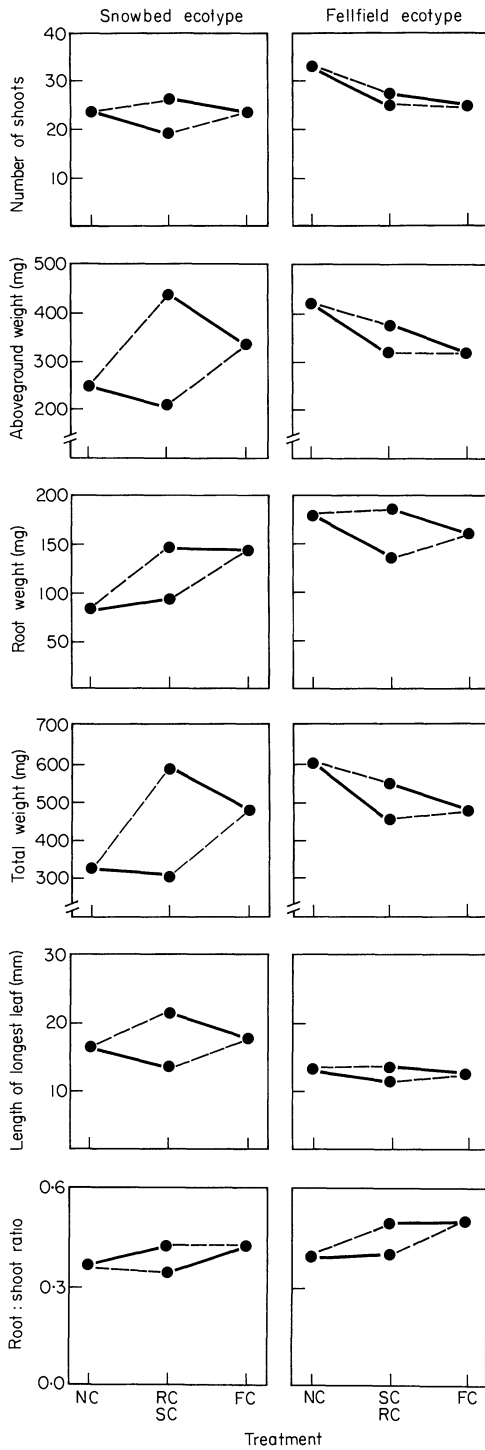 Snowbed ecotype
Fellfield ecotype
Number of shoots
40
30
20
10
Aboveground weight (mg)
500
400
300
200
Root weight (mg)
200
150
100
50
Total weight (mg)
700
600
500
400
300
Length of longest leaf (mm)
30
20
10
Root : shoot ratio
0·6
0·3
0·0
NC RC FC
SC
NC SC FC
RC
Treatment